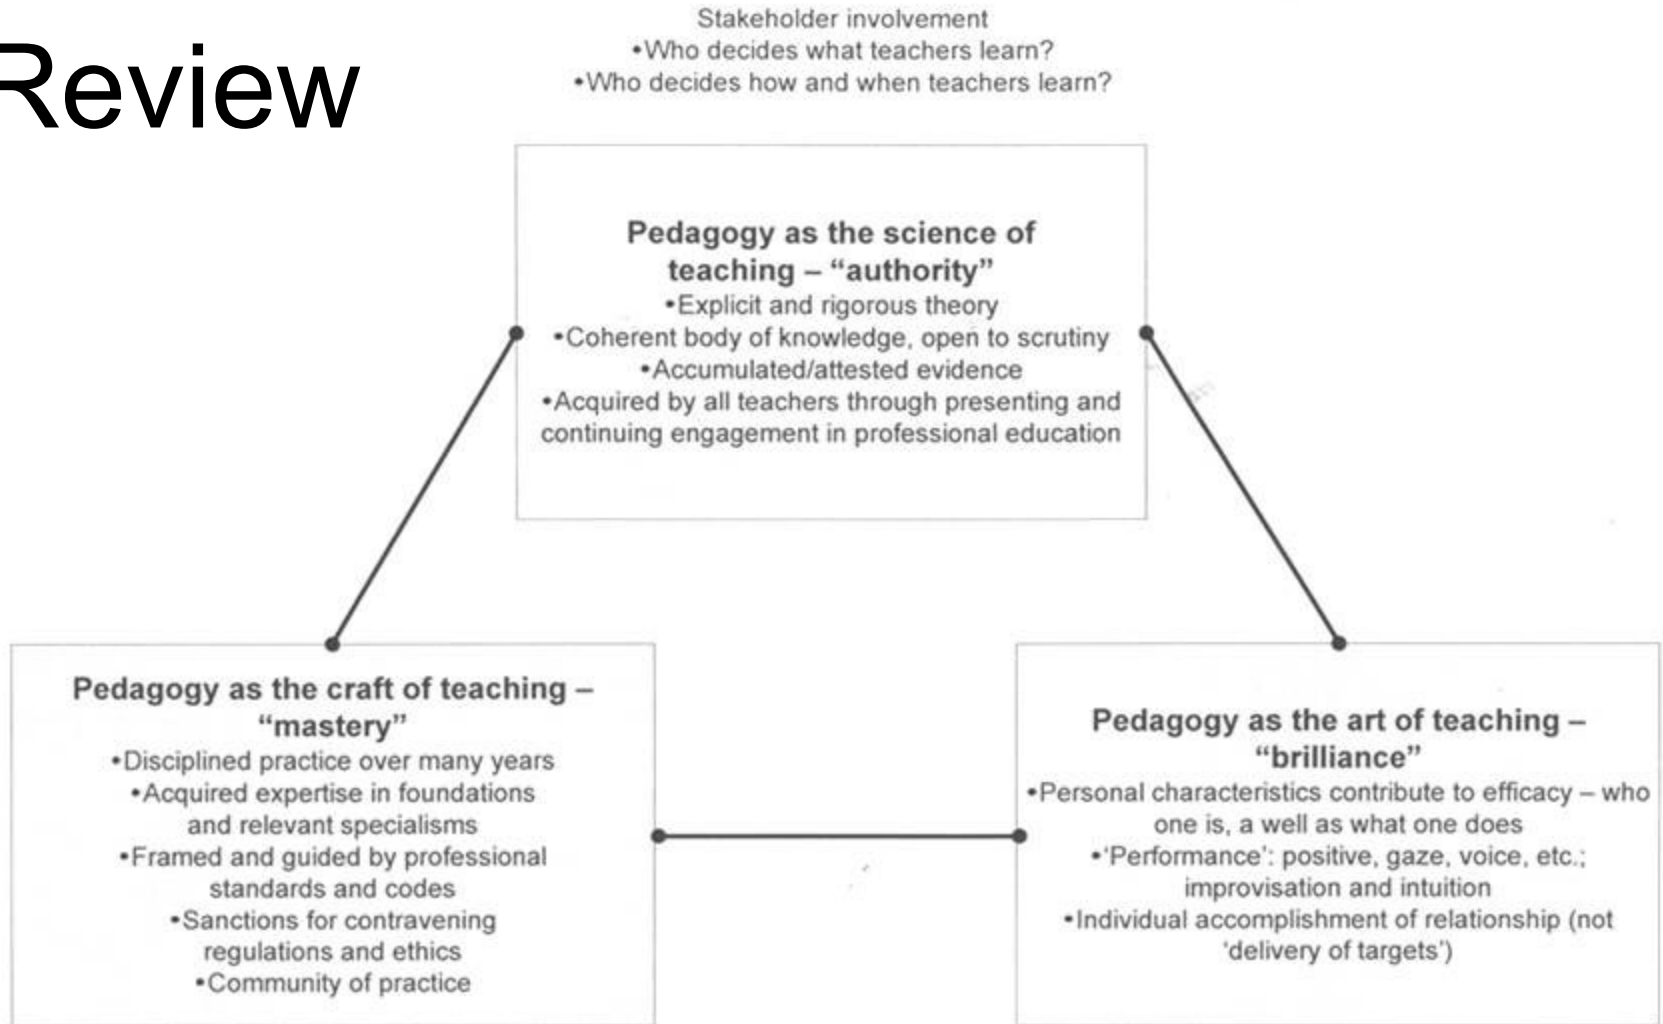 Review
Stakeholder involvement
•Who decides what teachers learn?
•Who decides how and when teachers learn?
Pedagogy as the science of
teaching – “authority”
•Explicit and rigorous theory
•Coherent body of knowledge, open to scrutiny
•Accumulated/attested evidence
•Acquired by all teachers through presenting and
continuing engagement in professional education
Pedagogy as the craft of teaching –
“mastery”
•Disciplined practice over many years
•Acquired expertise in foundations
and relevant specialisms
•Framed and guided by professional
standards and codes
•Sanctions for contravening
regulations and ethics
•Community of practice
Pedagogy as the art of teaching –
“brilliance”
•Personal characteristics contribute to efficacy – who
one is, a well as what one does
•‘Performance’: positive, gaze, voice, etc.;
improvisation and intuition
•Individual accomplishment of relationship (not
‘delivery of targets’)